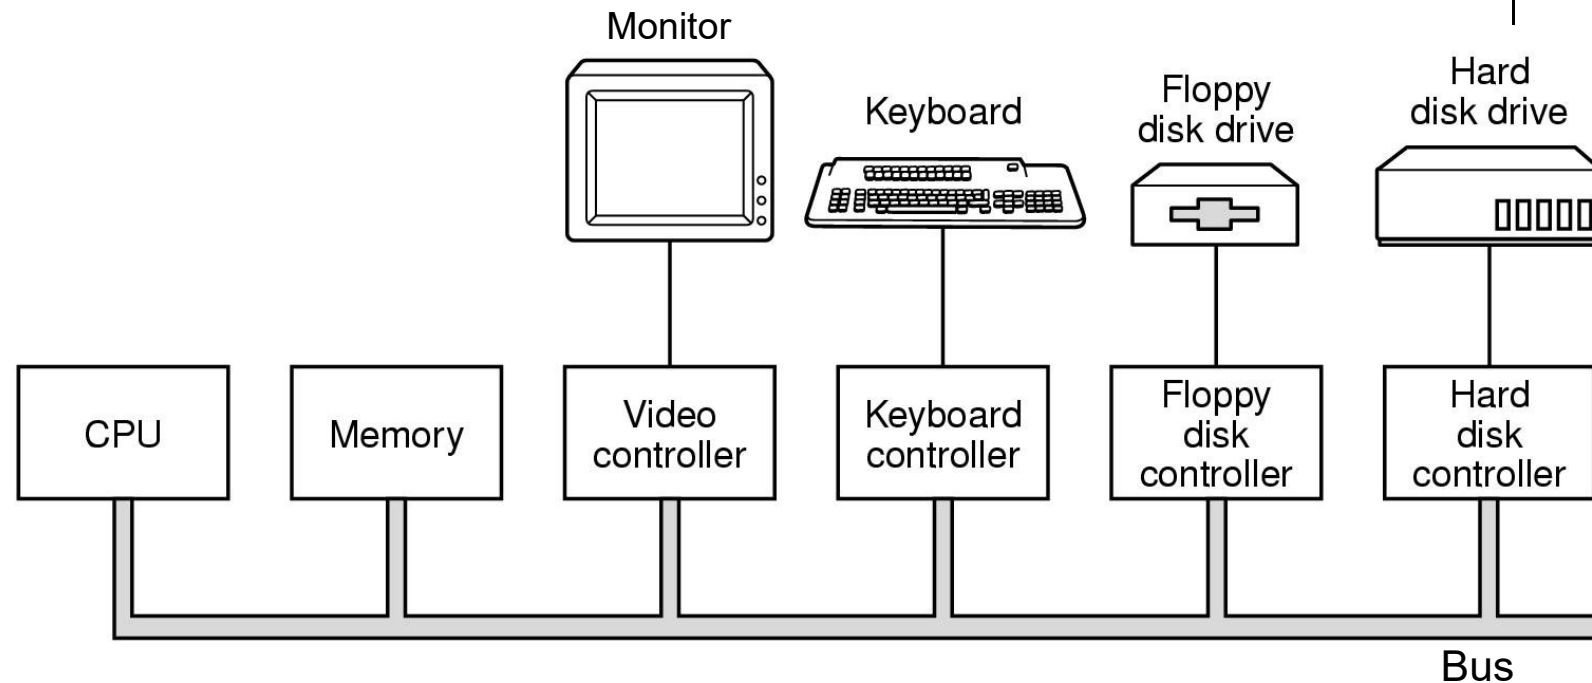 Monitor
Keyboard
Floppy
disk drive
Hard
disk drive
CPU
Memory
Video
controller
Keyboard
controller
Floppy
disk
controller
Hard
disk
controller
Bus